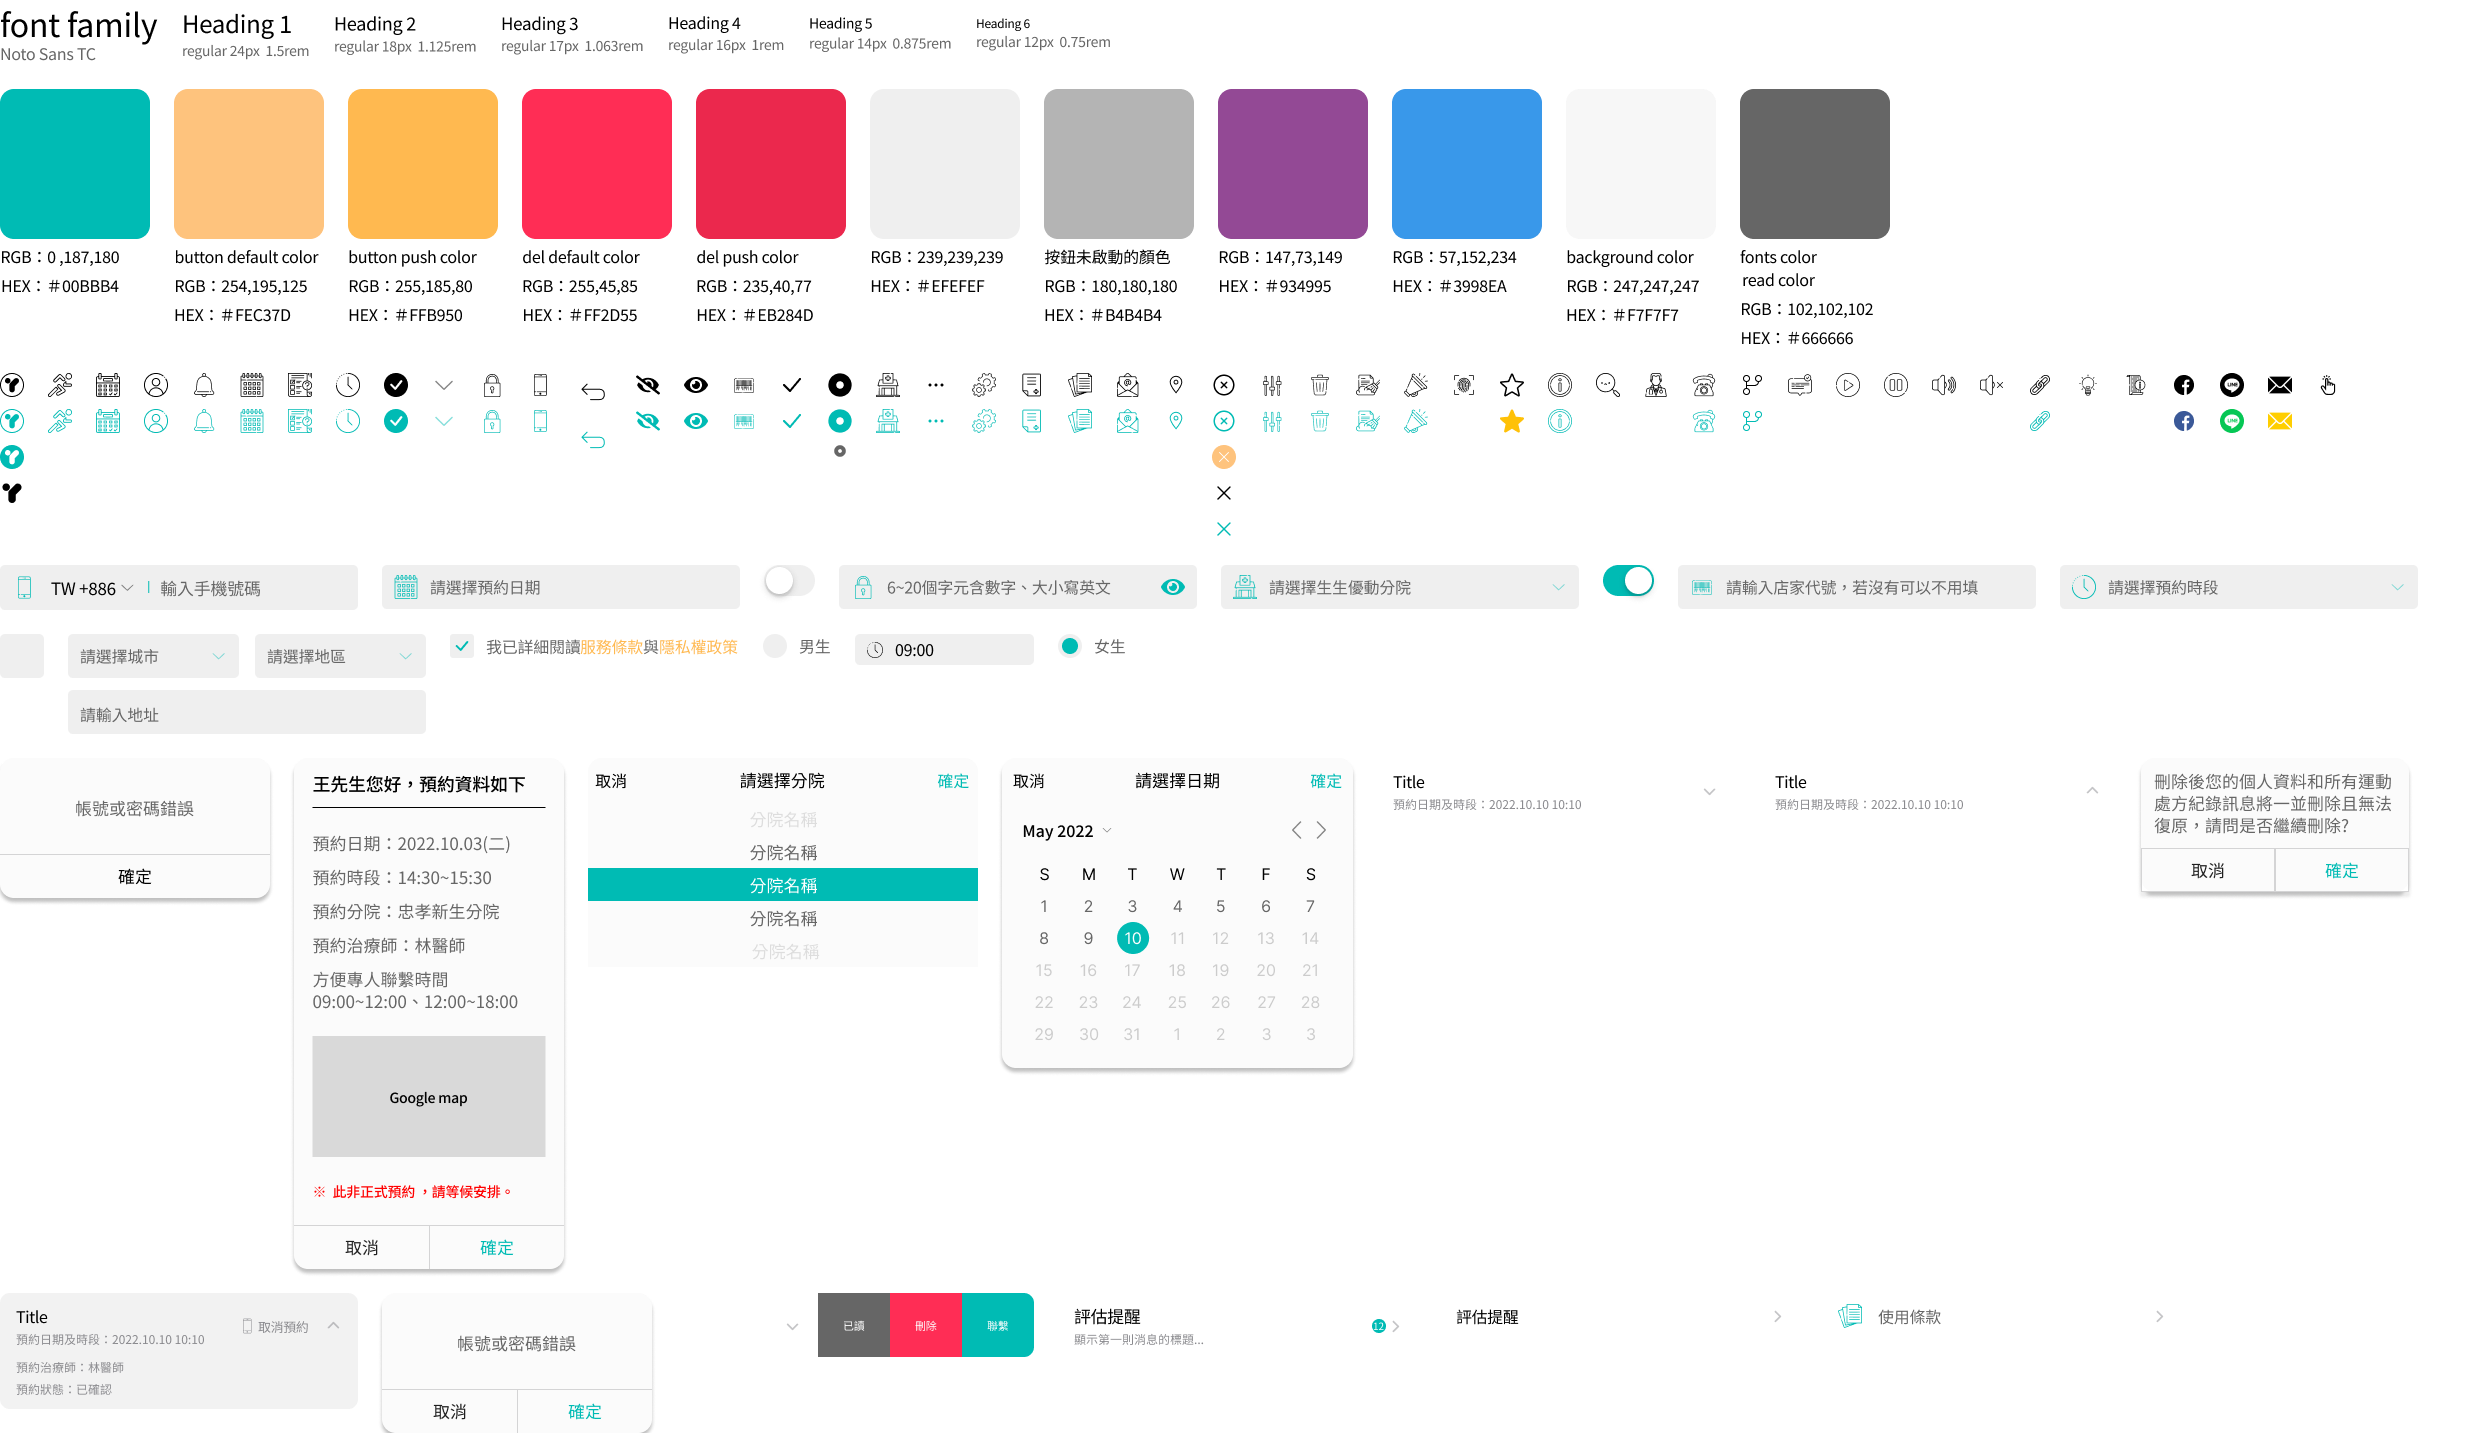 font family
Noto Sans TC
Heading 1
regular 24px 1.5rem
Heading 2
regular 18px 1.125rem
Heading 3
regular 17px 1.063rem
Heading 4
regular 16px 1rem
Heading 5
regular 14px 0.875rem
Heading 6
regular 12px 0.75rem
RGB：0 ,187,180
HEX：＃00BBB4
button default color
RGB：254,195,125
HEX：＃FEC37D
button push color
RGB：255,185,80
HEX：＃FFB950
del default color
RGB：255,45,85
HEX：＃FF2D55
del push color
RGB：235,40,77
HEX：＃EB284D
RGB：239,239,239
HEX：＃EFEFEF
按鈕未啟動的顏色
RGB：180,180,180
HEX：＃B4B4B4
RGB：147,73,149
HEX：＃934995
RGB：57,152,234
HEX：＃3998EA
background color
RGB：247,247,247
HEX：＃F7F7F7
fonts color
read color
RGB：102,102,102
HEX：＃666666
TW +886
輸入手機號碼
請選擇預約日期
6~20個字元含數字、大小寫英文
請選擇生生優動分院
請輸入店家代號，若沒有可以不用填
請選擇預約時段
請選擇城市
請選擇地區
我已詳細閱讀服務條款與隱私權政策
男生
09:00
女生
請輸入地址
帳號或密碼錯誤
確定
王先生您好，預約資料如下
預約日期：2022.10.03(二)
預約時段：14:30~15:30
預約分院：忠孝新生分院
預約治療師：林醫師
方便專人聯繫時間
09:00~12:00、12:00~18:00
Google map
※ 此非正式預約 ，請等候安排。
取消
確定
取消
請選擇分院
確定
分院名稱
分院名稱
分院名稱
分院名稱
分院名稱
取消
請選擇日期
確定
May 2022
S M T W T F S
1 2 3 4 5 6 7
8 9 10 11 12 13 14
15 16 17 18 19 20 21
22 23 24 25 26 27 28
29 30 31 1 2 3 3
Title
預約日期及時段：2022.10.10 10:10
Title
預約日期及時段：2022.10.10 10:10
刪除後您的個人資料和所有運動
處方紀錄訊息將一並刪除且無法
復原，請問是否繼續刪除?
取消
確定
Title
預約日期及時段：2022.10.10 10:10
取消預約
預約治療師：林醫師
預約狀態：已確認
帳號或密碼錯誤
取消
確定
已讀
刪除
聯繫
評估提醒
顯示第一則消息的標題...
12
評估提醒
使用條款